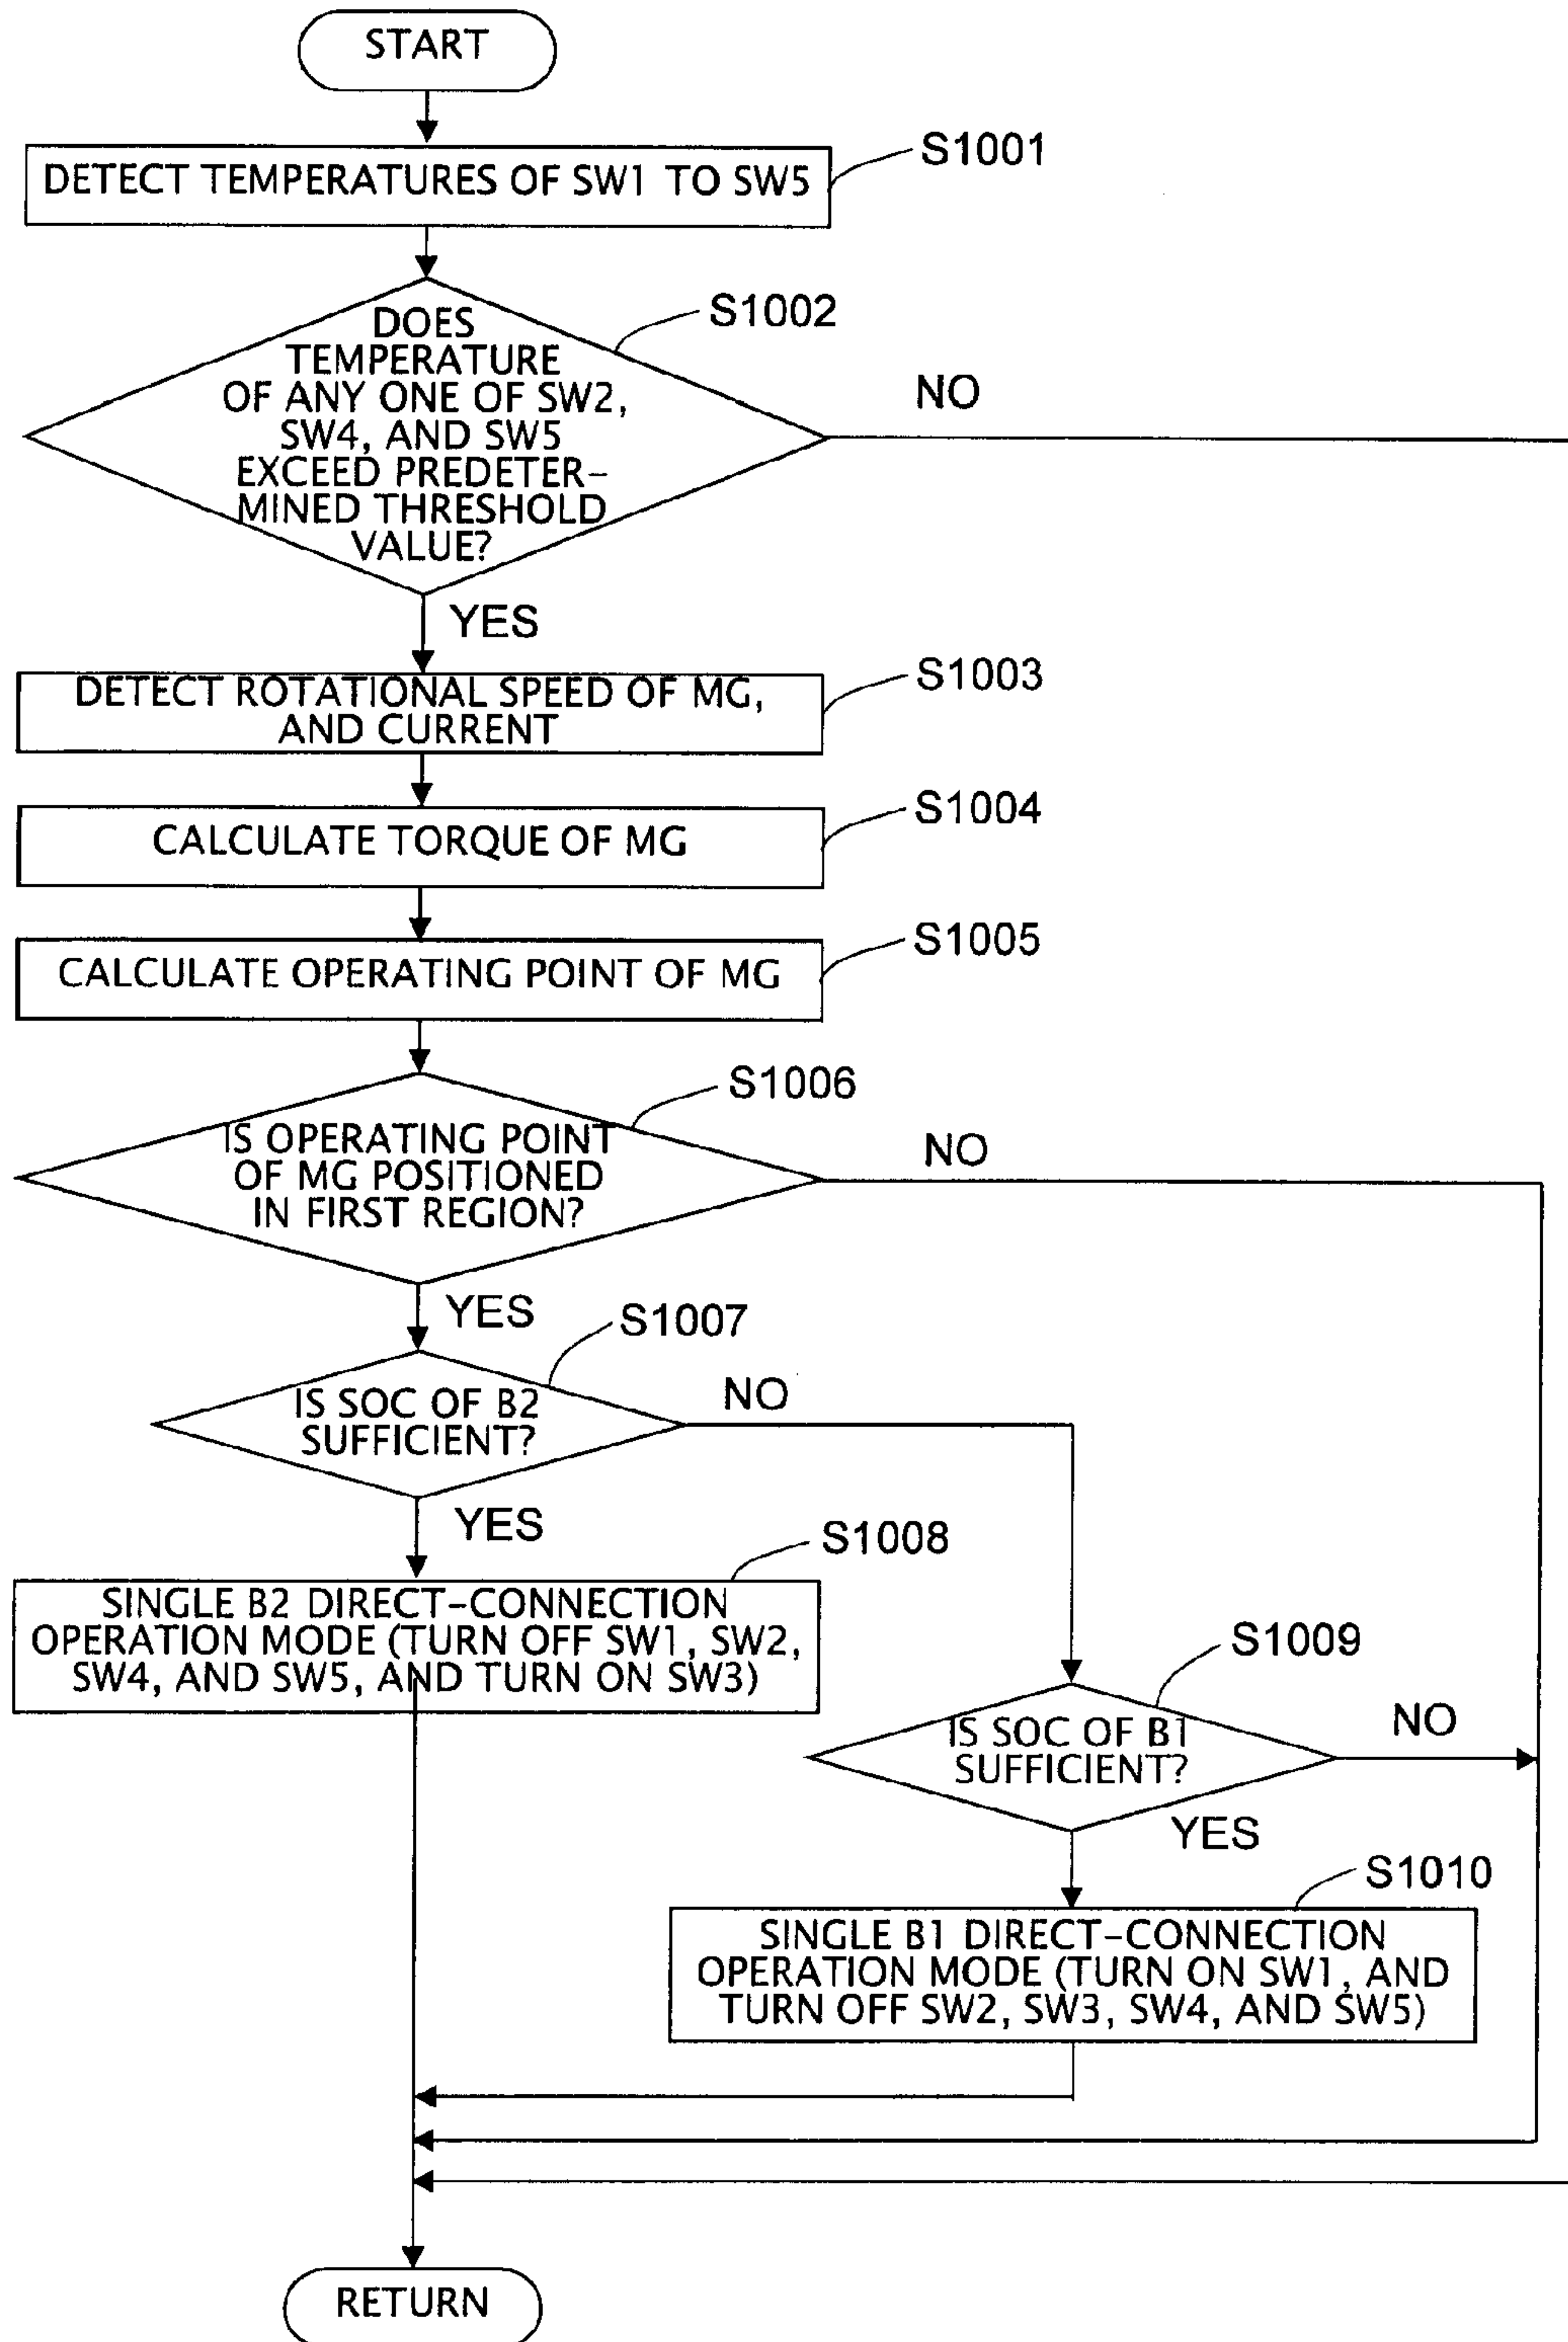 START
DETECT TEMPERATURES OF SW1 TO SW5
S1001
DOES
TEMPERATURE
OF ANY ONE OF SW2,
SW4, AND SW5
EXCEED PREDETER-
MINED THRESHOLD
VALUE?
S1002
NO
YES
DETECT ROTATIONAL SPEED OF MG,
AND CURRENT
S1003
CALCULATE TORQUE OF MG
S1004
CALCULATE OPERATING POINT OF MG
S1005
IS OPERATING POINT
OF MG POSITIONED
IN FIRST REGION?
S1006
NO
YES
IS SOC OF B2
SUFFICIENT?
S1007
NO
YES
SINGLE B2 DIRECT-CONNECTION
OPERATION MODE (TURN OFF SW1, SW2,
SW4, AND SW5, AND TURN ON SW3)
S1008
IS SOC OF B1
SUFFICIENT?
S1009
NO
YES
SINGLE B1 DIRECT-CONNECTION
OPERATION MODE (TURN ON SW1, AND
TURN OFF SW2, SW3, SW4, AND SW5)
S1010
RETURN